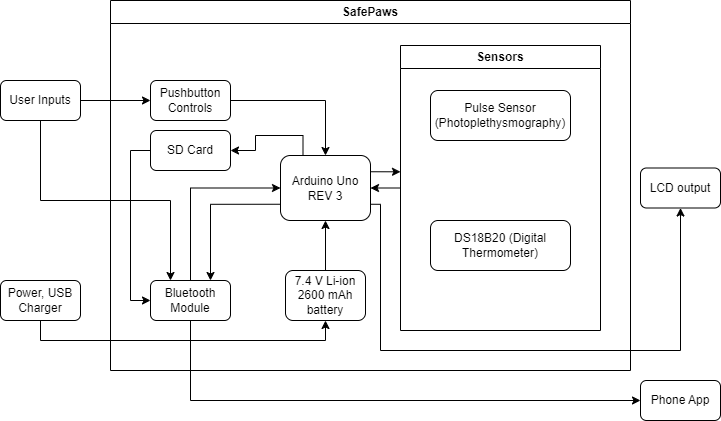 SafePaws
Sensors
User Inputs
Pushbutton
Controls
Pulse Sensor
(Photoplethysmography)
SD Card
Arduino Uno
REV 3
LCD output
DS18B20 (Digital
Thermometer)
Power, USB
Charger
Bluetooth
Module
7.4 V Li-ion
2600 mAh
battery
Phone App